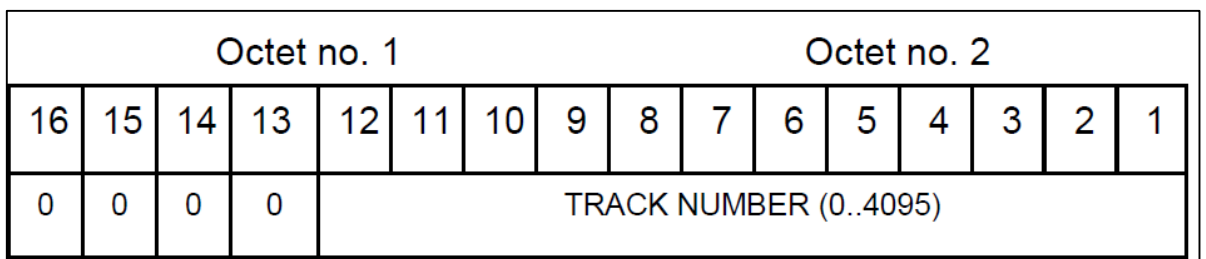 Octet no. 1 Octet no. 2
16 15 14 13 12 11 10 9 8 7 6 5 4 3 2 1
0 0 0 0 TRACK NUMBER (0..4095)